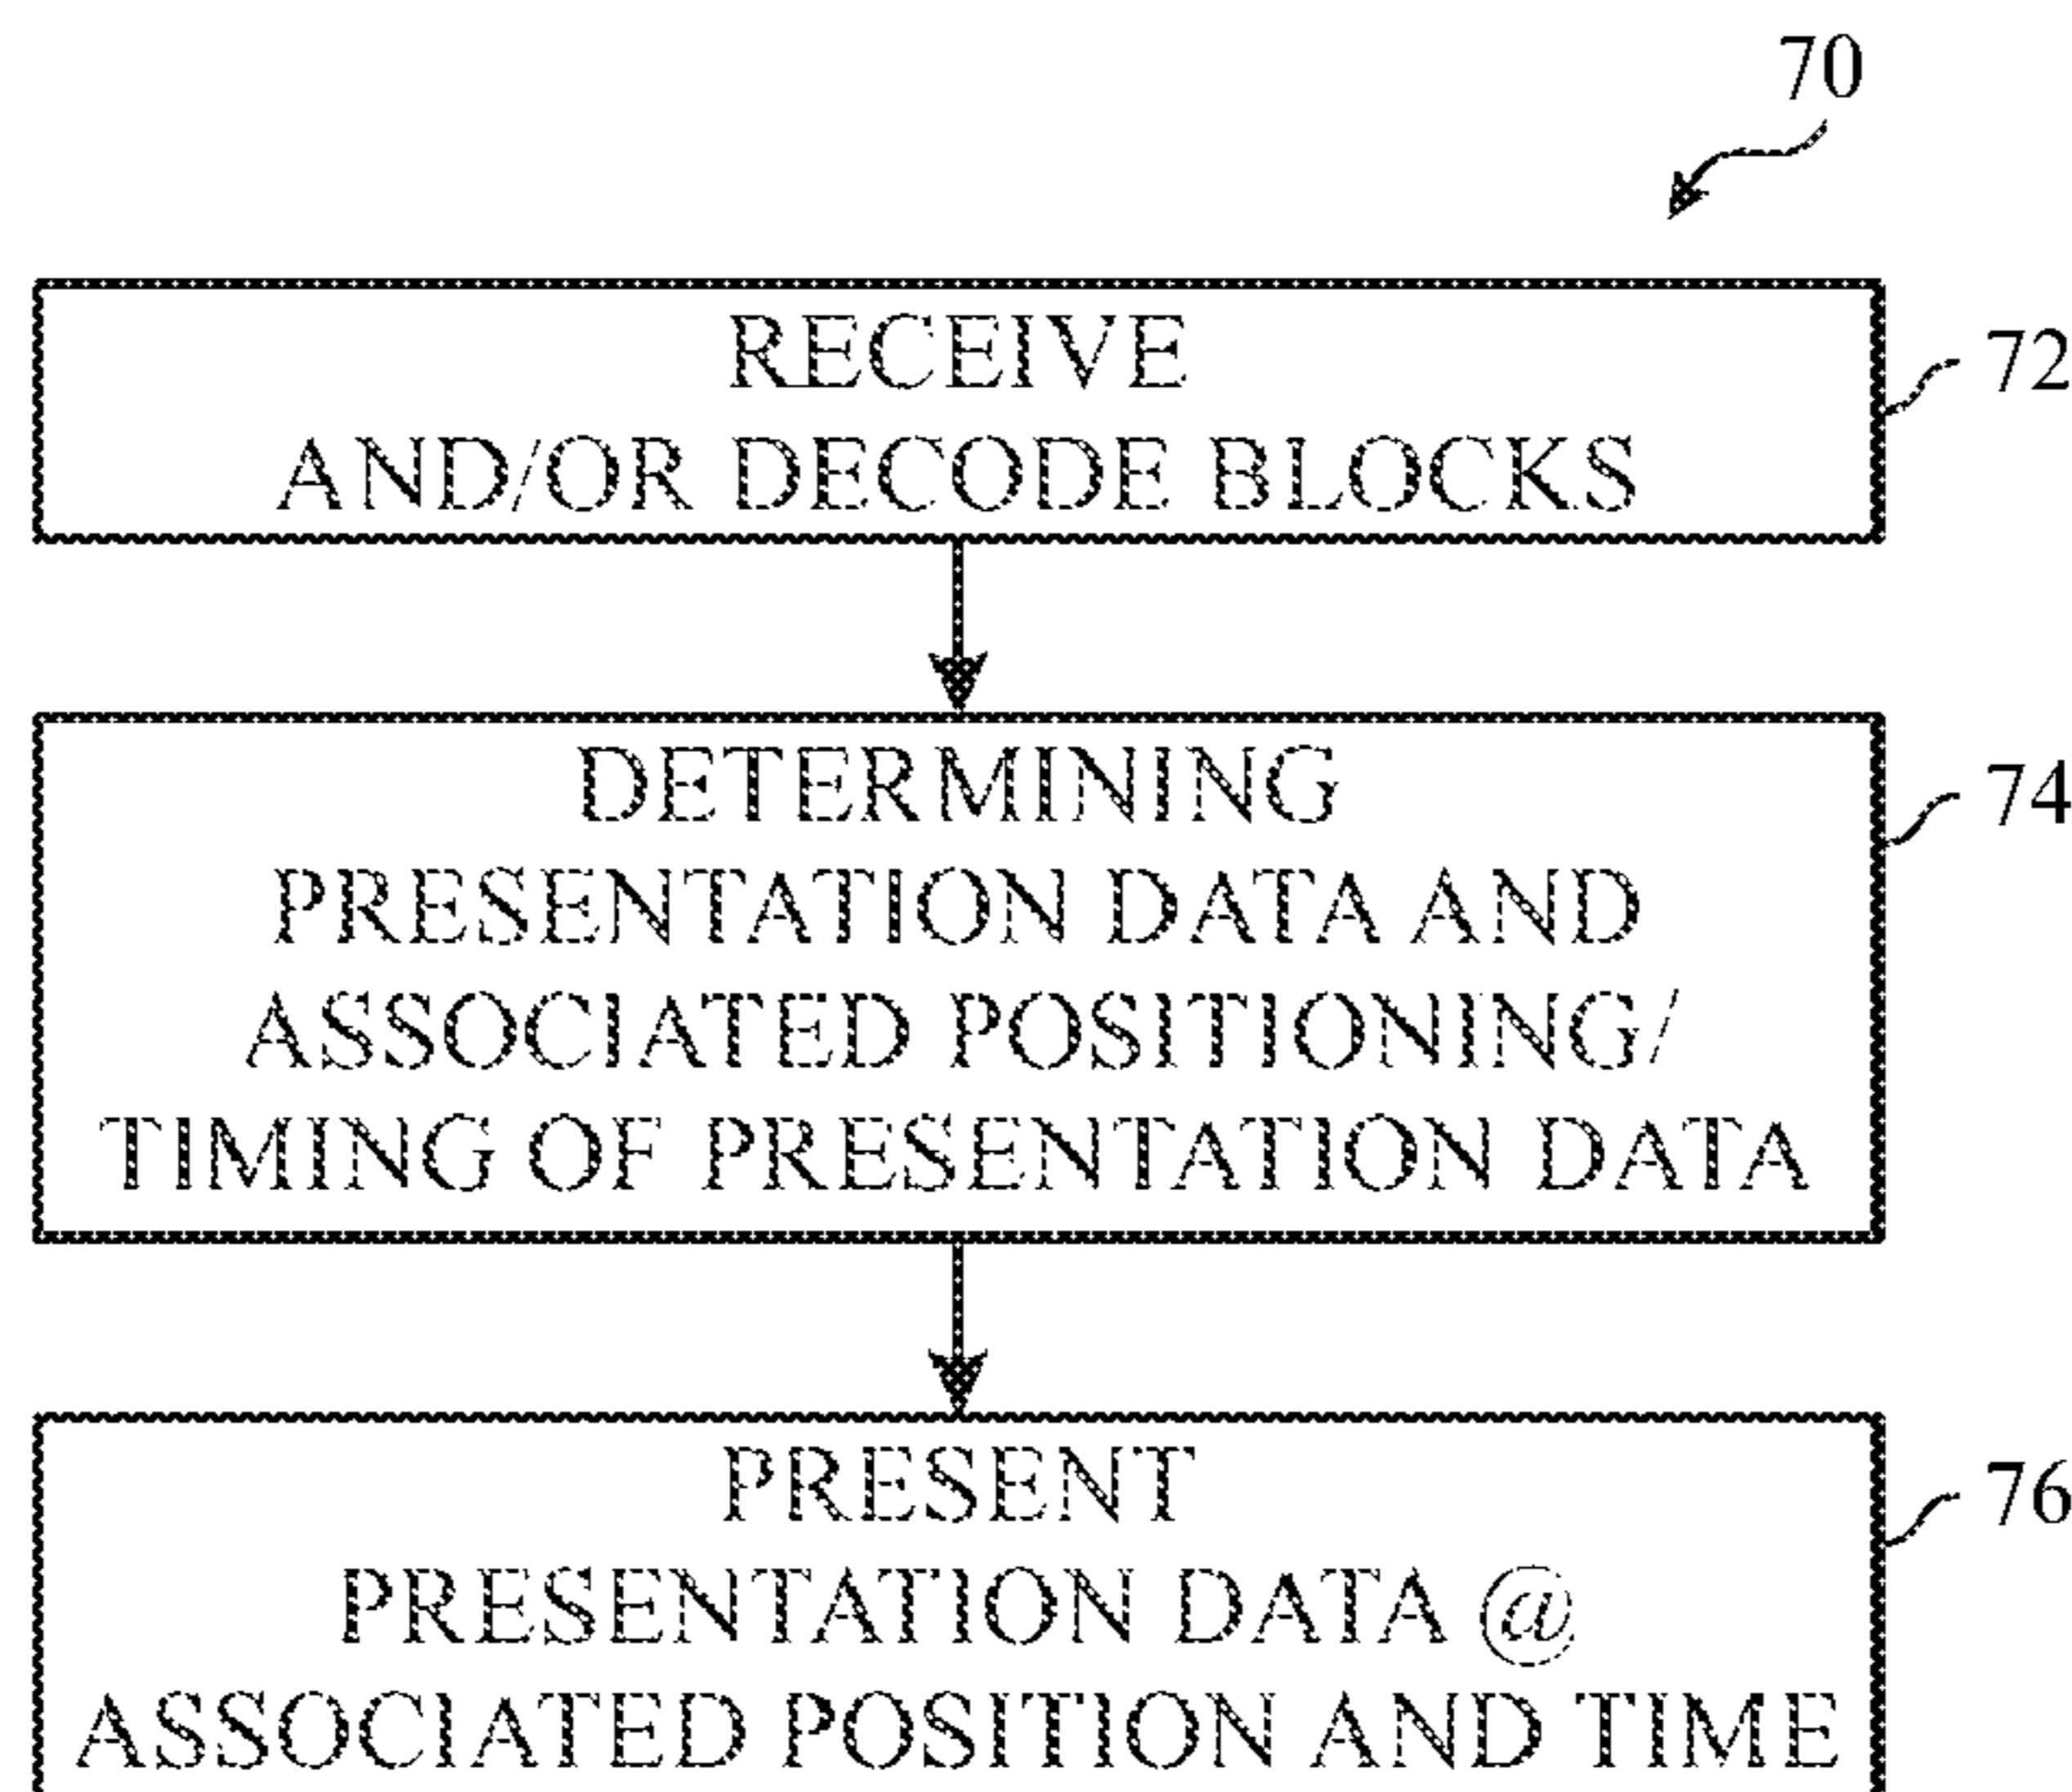 70
RECEIVE
AND/OR DECODE BLOCKS
72
DETERMINING
PRESENTATION DATA AND
ASSOCIATED POSITIONING/
TIMING OF PRESENTATION DATA
74
PRESENT
PRESENTATION DATA @
ASSOCIATED POSITION AND TIME
76